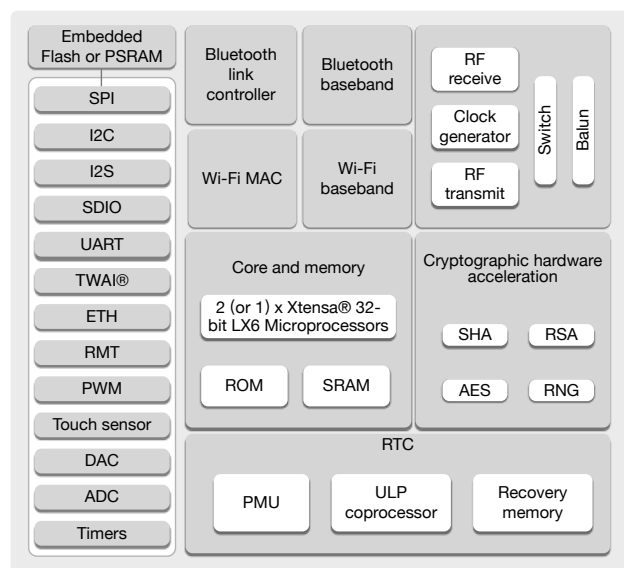 Embedded
Flash or PSRAM
SPI
I2C
I2S
SDIO
UART
TWAI®
ETH
RMT
PWM
Touch sensor
DAC
ADC
Timers
Bluetooth
link
controller
Bluetooth
baseband
Wi-Fi MAC
Wi-Fi
baseband
RF
receive
Clock
generator
RF
transmit
Switch
Balun
Core and memory
2 (or 1) x Xtensa® 32-
bit LX6 Microprocessors
ROM
SRAM
Cryptographic hardware
acceleration
SHA
RSA
AES
RNG
RTC
PMU
ULP
coprocessor
Recovery
memory